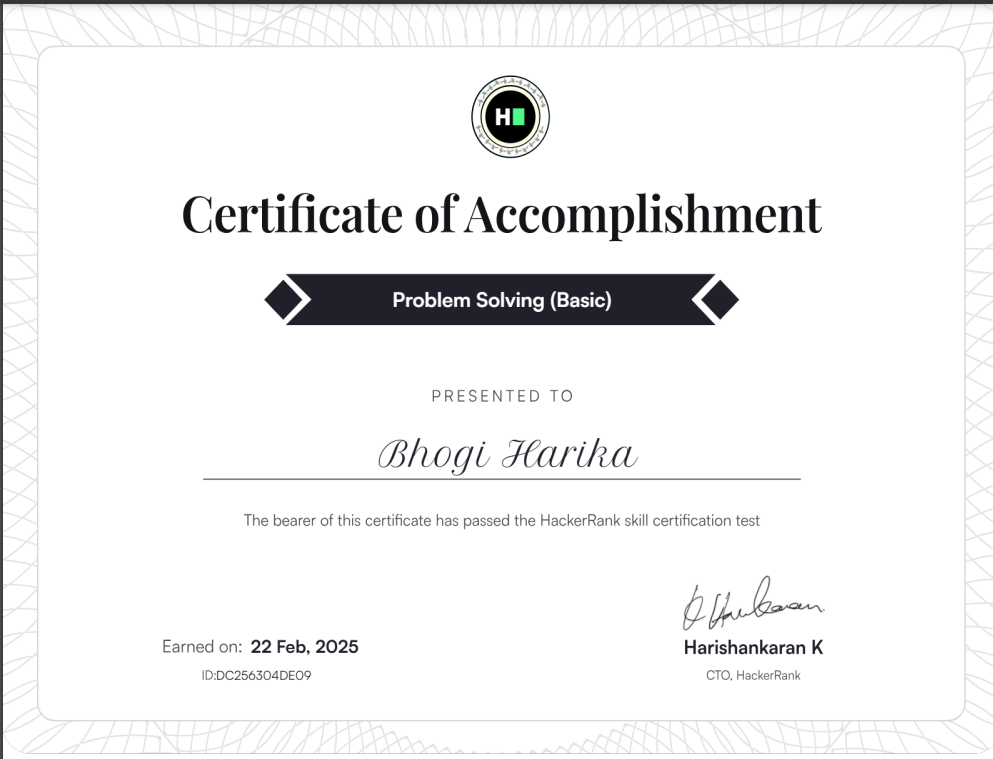 H
Certificate of Accomplishment
Problem Solving (Basic)
PRESENTED TO
Bhogi Harika
The bearer of this certificate has passed the HackerRank skill certification test
Earned on: 22 Feb, 2025
ID:DC256304DE09
Harishankaran K
CTO, HackerRank